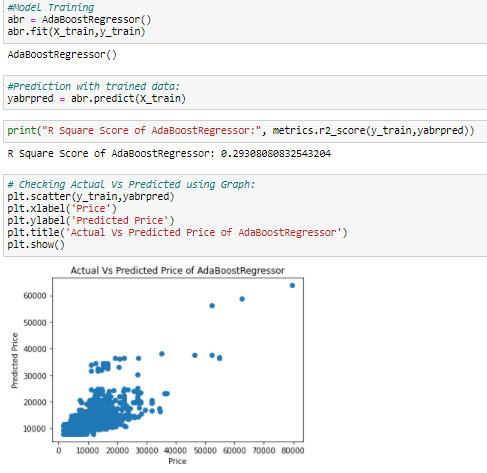 #Model Training
abr = AdaBoostRegressor()
abr.fit(X_train,y_train)
AdaBoostRegressor()
#Prediction with trained data:
yabrpred = abr.predict(X_train)
print("R Square Score of AdaBoostRegressor:", metrics.r2_score(y_train,yabrpred))
R Square Score of AdaBoostRegressor: 0.29308080832543204
# Checking Actual Vs Predicted using Graph:
plt.scatter(y_train,yabrpred)
plt.xlabel('Price')
plt.ylabel('Predicted Price')
plt.title('Actual Vs Predicted Price of AdaBoostRegressor')
plt.show()
Actual Vs Predicted Price of AdaBoostRegressor
Predicted Price
60000
50000
40000
30000
20000
10000
0 10000 20000 30000 40000 50000 60000 70000 80000
Price